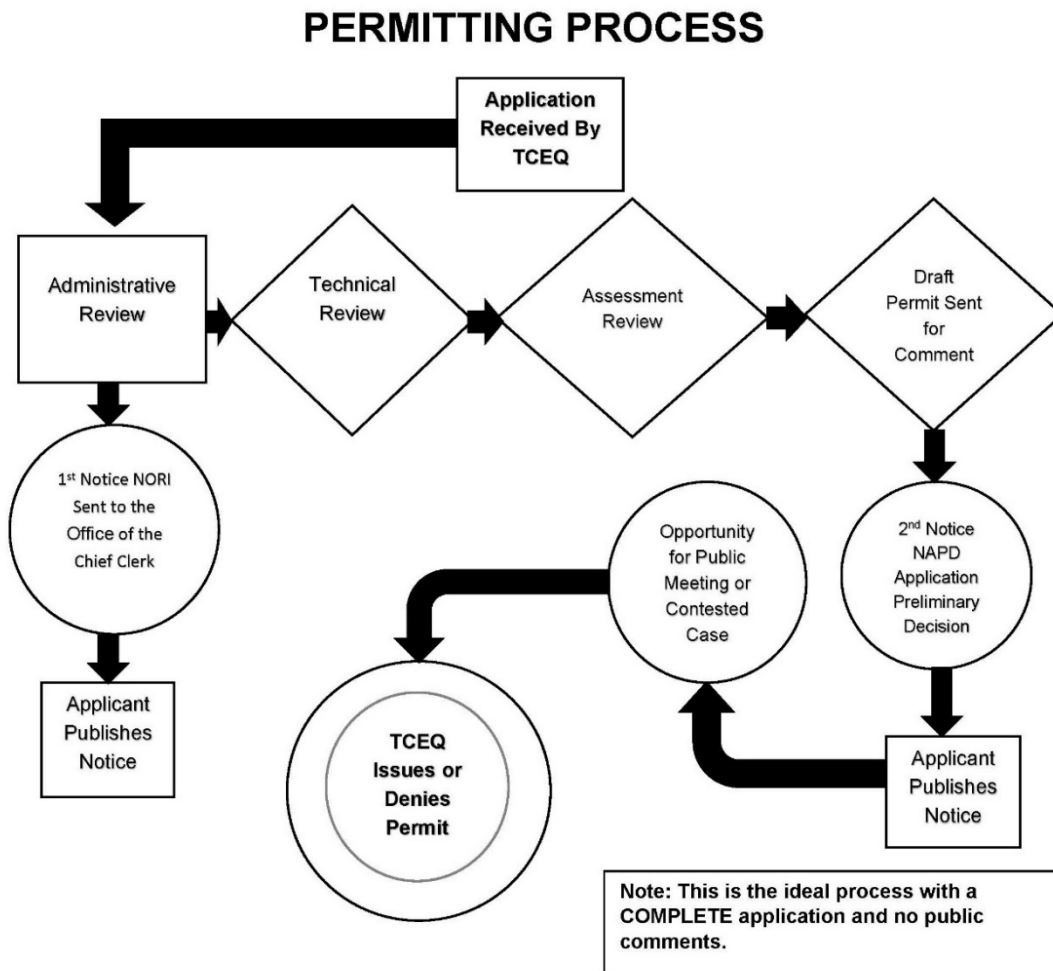 PERMITTING PROCESS
Application
Received By
TCEQ
Administrative
Review
Technical
Review
Assessment
Review
Draft
Permit Sent
for
Comment
1st Notice NORI
Sent to the
Office of the
Chief Clerk
Applicant
Publishes
Notice
2nd Notice
NAPD
Application
Preliminary
Decision
Applicant
Publishes
Notice
Opportunity
for Public
Meeting or
Contested
Case
TCEQ
Issues or
Denies
Permit
Note: This is the ideal process with a
COMPLETE application and no public
comments.